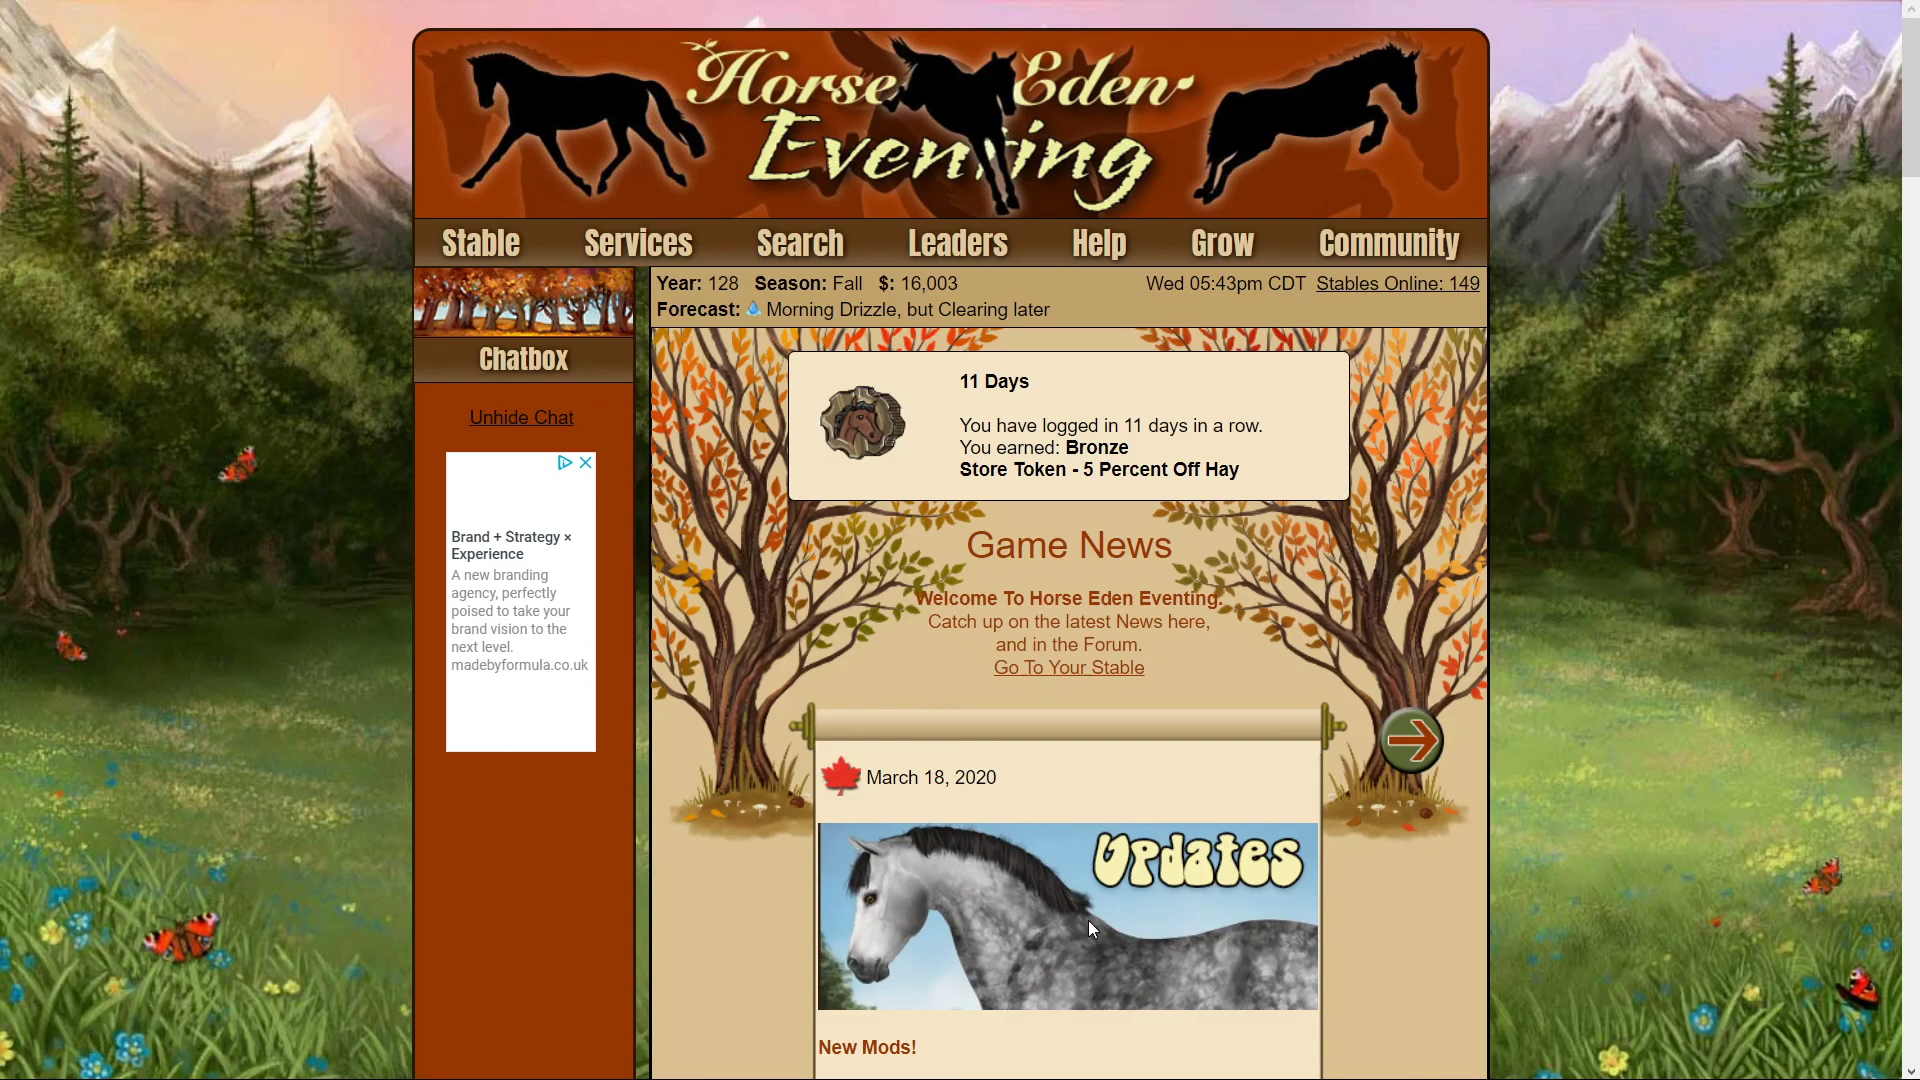 Horse Eden
Eventing
Stable Services Search Leaders Help Grow Community
Year: 128 Season: Fall $: 16,003 Wed 05:43pm CDT Stables Online: 149
Forecast: Morning Drizzle, but Clearing later
Chatbox
Unhide Chat
Brand + Strategy ×
Experience
A new branding
agency, perfectly
poised to take your
brand vision to the
next level.
madebyformula.co.uk
11 Days
You have logged in 11 days in a row.
You earned: Bronze
Store Token - 5 Percent Off Hay
Game News
Welcome To Horse Eden Eventing.
Catch up on the latest News here,
and in the Forum.
Go To Your Stable
March 18, 2020
Updates
New Mods!